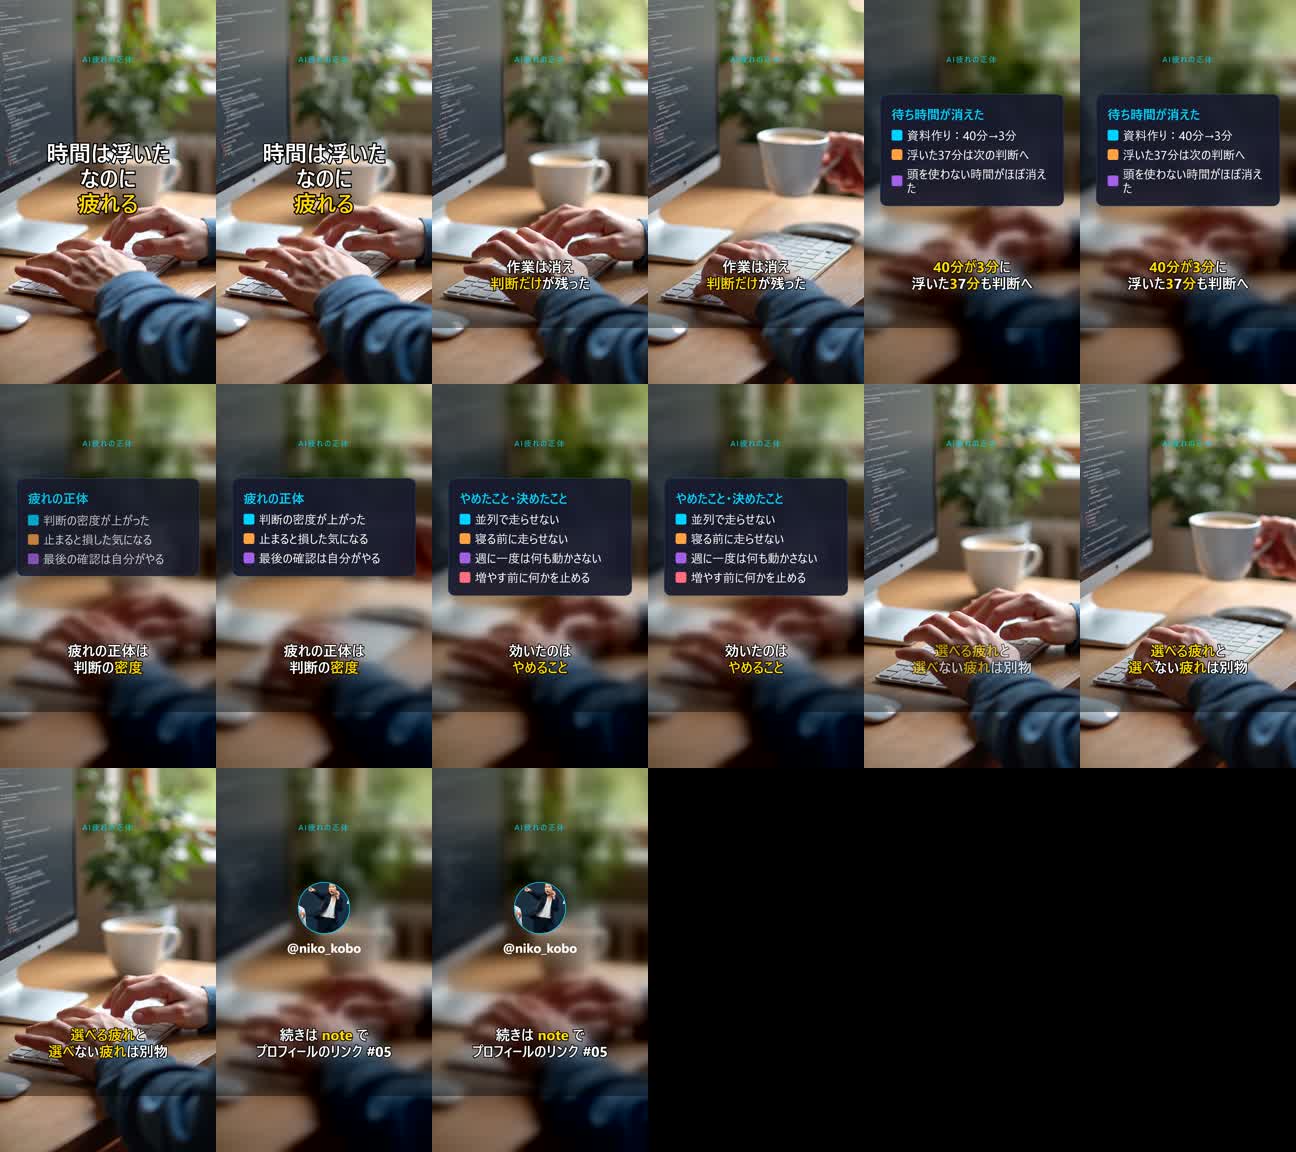 AI疲れの正体
時間は浮いた
なのに
疲れる
AI疲れの正体
時間は浮いた
なのに
疲れる
AI疲れの正体
作業は消え
判断だけが残った
AI疲れの正体
作業は消え
判断だけが残った
AI疲れの正体
待ち時間が消えた
資料作り：40分→3分
浮いた37分は次の判断へ
頭を使わない時間がほぼ消え
た
40分が3分に
浮いた37分も判断へ
AI疲れの正体
待ち時間が消えた
資料作り：40分→3分
浮いた37分は次の判断へ
頭を使わない時間がほぼ消え
た
40分が3分に
浮いた37分も判断へ
AI疲れの正体
疲れの正体
判断の密度が上がった
止まると損した気になる
最後の確認は自分がやる
疲れの正体は
判断の密度
AI疲れの正体
疲れの正体
判断の密度が上がった
止まると損した気になる
最後の確認は自分がやる
疲れの正体は
判断の密度
AI疲れの正体
やめたこと・決めたこと
並列で走らせない
寝る前に走らせない
週に一度は何も動かさない
増やす前に何かを止める
効いたのは
やめること
AI疲れの正体
やめたこと・決めたこと
並列で走らせない
寝る前に走らせない
週に一度は何も動かさない
増やす前に何かを止める
効いたのは
やめること
AI疲れの正体
選べる疲れと
選べない疲れは別物
AI疲れの正体
選べる疲れと
選べない疲れは別物
AI疲れの正体
選べる疲れと
選べない疲れは別物
AI疲れの正体
@niko_kobo
続きは note で
プロフィールのリンク #05
AI疲れの正体
@niko_kobo
続きは note で
プロフィールのリンク #05